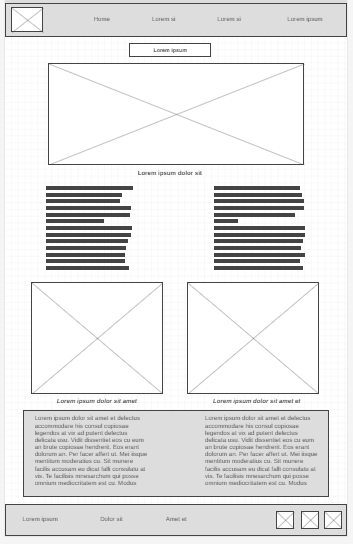 Home Lorem si Lorem si Lorem ipsum
Lorem ipsum
Lorem ipsum dolor sit
Lorem ipsum dolor sit amet
Lorem ipsum dolor sit amet et
Lorem ipsum dolor sit amet et delectus
accommodare his consul copiosae
legendos at vix ad putent delectus
delicata usu. Vidit dissentiet eos cu eum
an brute copiosae hendrerit. Eos erant
dolorum an. Per facer affert ut. Mei iisque
mentitum moderatius cu. Sit munere
facilis accusam eu dicat falli consulatu at
vis. Te facilisis mnesarchum qui posse
omnium mediocritatem est cu. Modus
Lorem ipsum dolor sit amet et delectus
accommodare his consul copiosae
legendos at vix ad putent delectus
delicata usu. Vidit dissentiet eos cu eum
an brute copiosae hendrerit. Eos erant
dolorum an. Per facer affert ut. Mei iisque
mentitum moderatius cu. Sit munere
facilis accusam eu dicat falli consulatu at
vis. Te facilisis mnesarchum qui posse
omnium mediocritatem est cu. Modus
Lorem ipsum Dolor sit Amet et